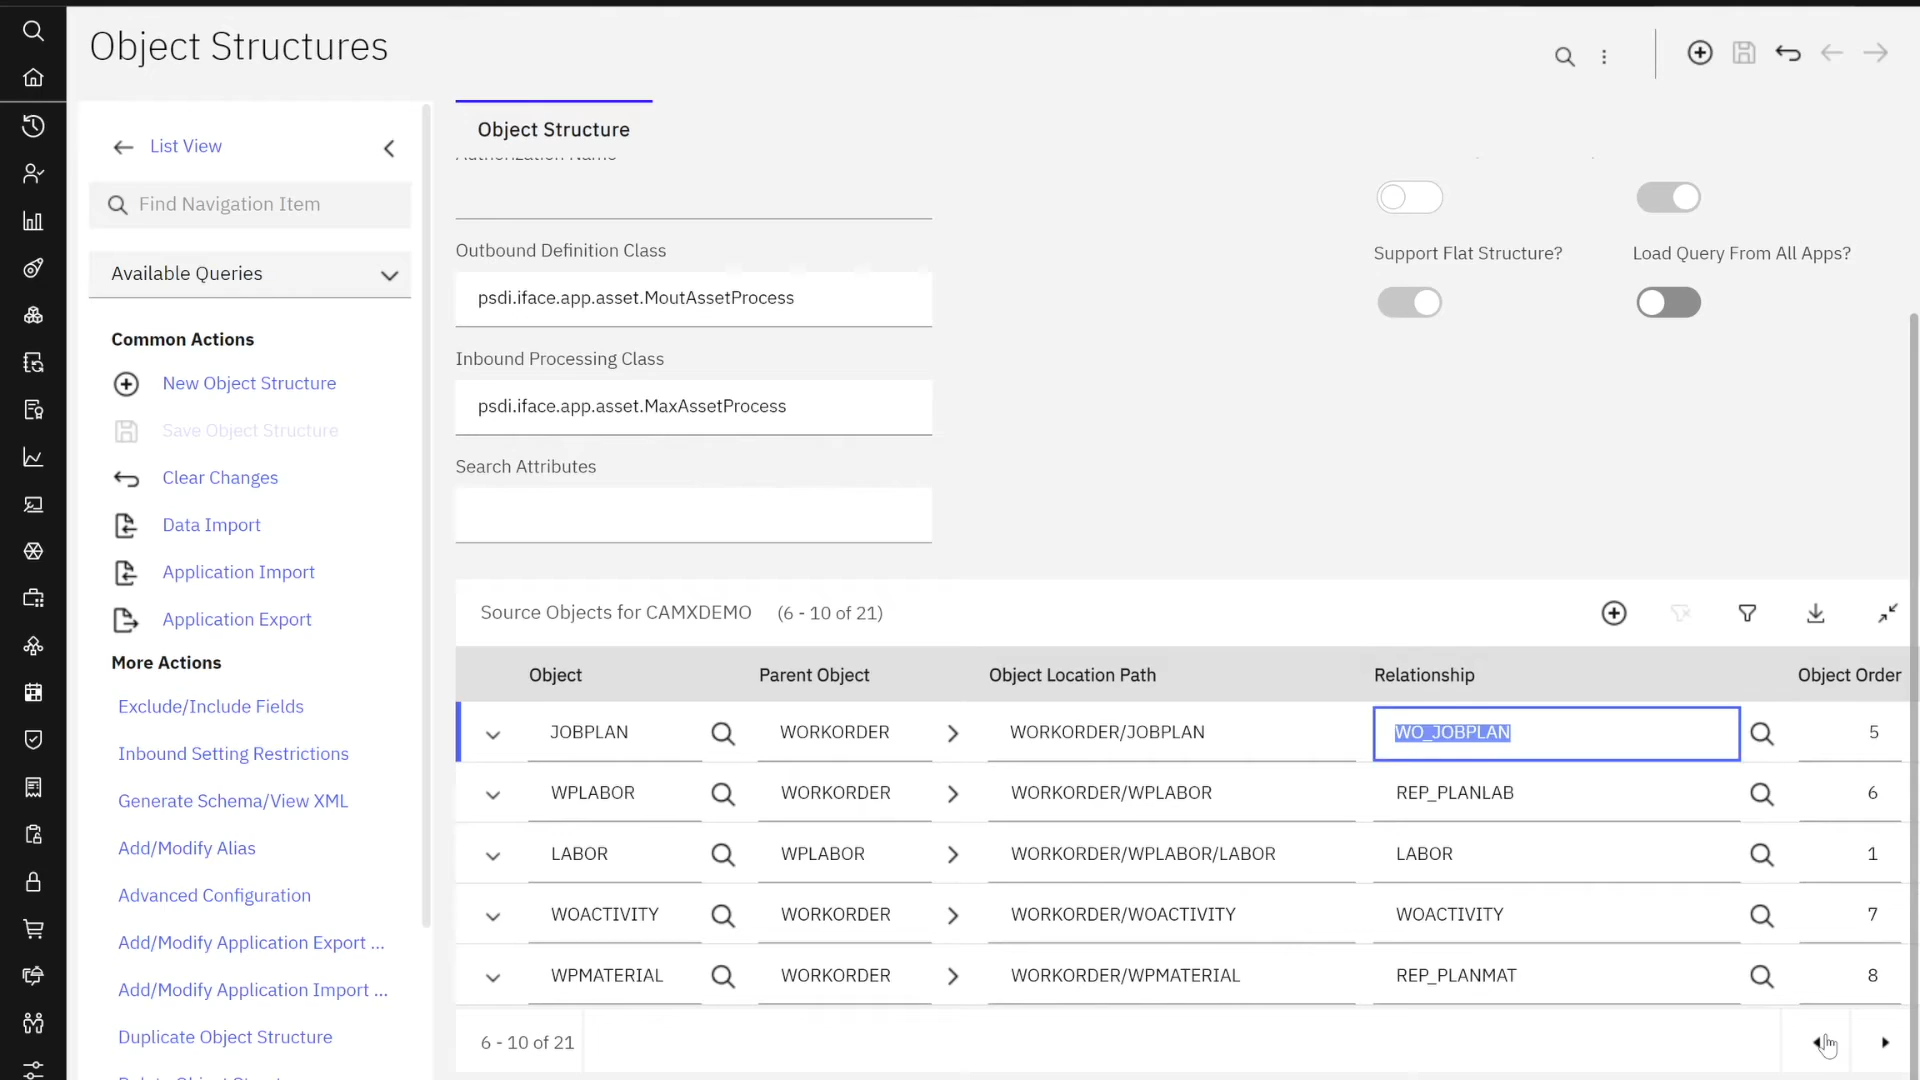 Object Structures
List View
Find Navigation Item
Available Queries
Common Actions
New Object Structure
Save Object Structure
Clear Changes
Data Import
Application Import
Application Export
More Actions
Exclude/Include Fields
Inbound Setting Restrictions
Generate Schema/View XML
Add/Modify Alias
Advanced Configuration
Add/Modify Application Export ...
Add/Modify Application Import ...
Duplicate Object Structure
Object Structure
Authorization Name
Support Flat Structure?
Load Query From All Apps?
Outbound Definition Class
psdi.iface.app.asset.MoutAssetProcess
Inbound Processing Class
psdi.iface.app.asset.MaxAssetProcess
Search Attributes
Source Objects for CAMXDEMO (6 - 10 of 21)
Object Parent Object Object Location Path Relationship Object Order
JOBPLAN WORKORDER WORKORDER/JOBPLAN WO_JOBPLAN 5
WPLABOR WORKORDER WORKORDER/WPLABOR REP_PLANLAB 6
LABOR WPLABOR WORKORDER/WPLABOR/LABOR LABOR 1
WOACTIVITY WORKORDER WORKORDER/WOACTIVITY WOACTIVITY 7
WPMATERIAL WORKORDER WORKORDER/WPMATERIAL REP_PLANMAT 8
6 - 10 of 21